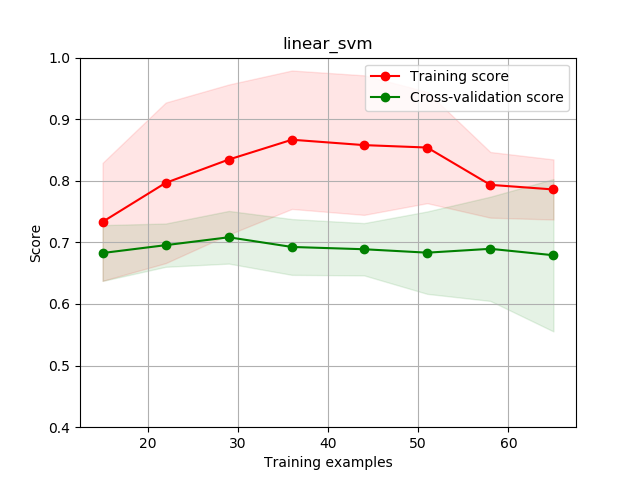 linear_svm
Training score
Cross-validation score
1.0
0.9
0.8
0.7
0.6
0.5
0.4
Score
20
30
40
50
60
Training examples